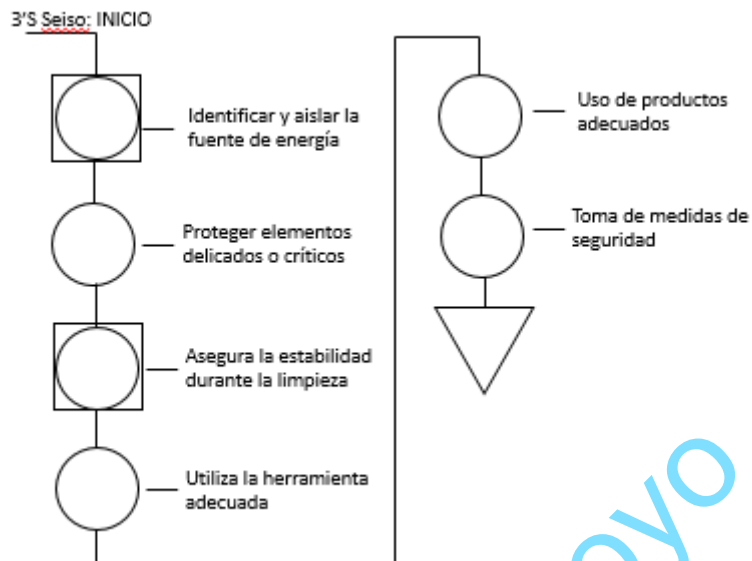 3'S Seiso: INICIO
Identificar y aislar la
fuente de energía
Proteger elementos
delicados o críticos
Asegura la estabilidad
durante la limpieza
Utiliza la herramienta
adecuada
Uso de productos
adecuados
Toma de medidas de
seguridad